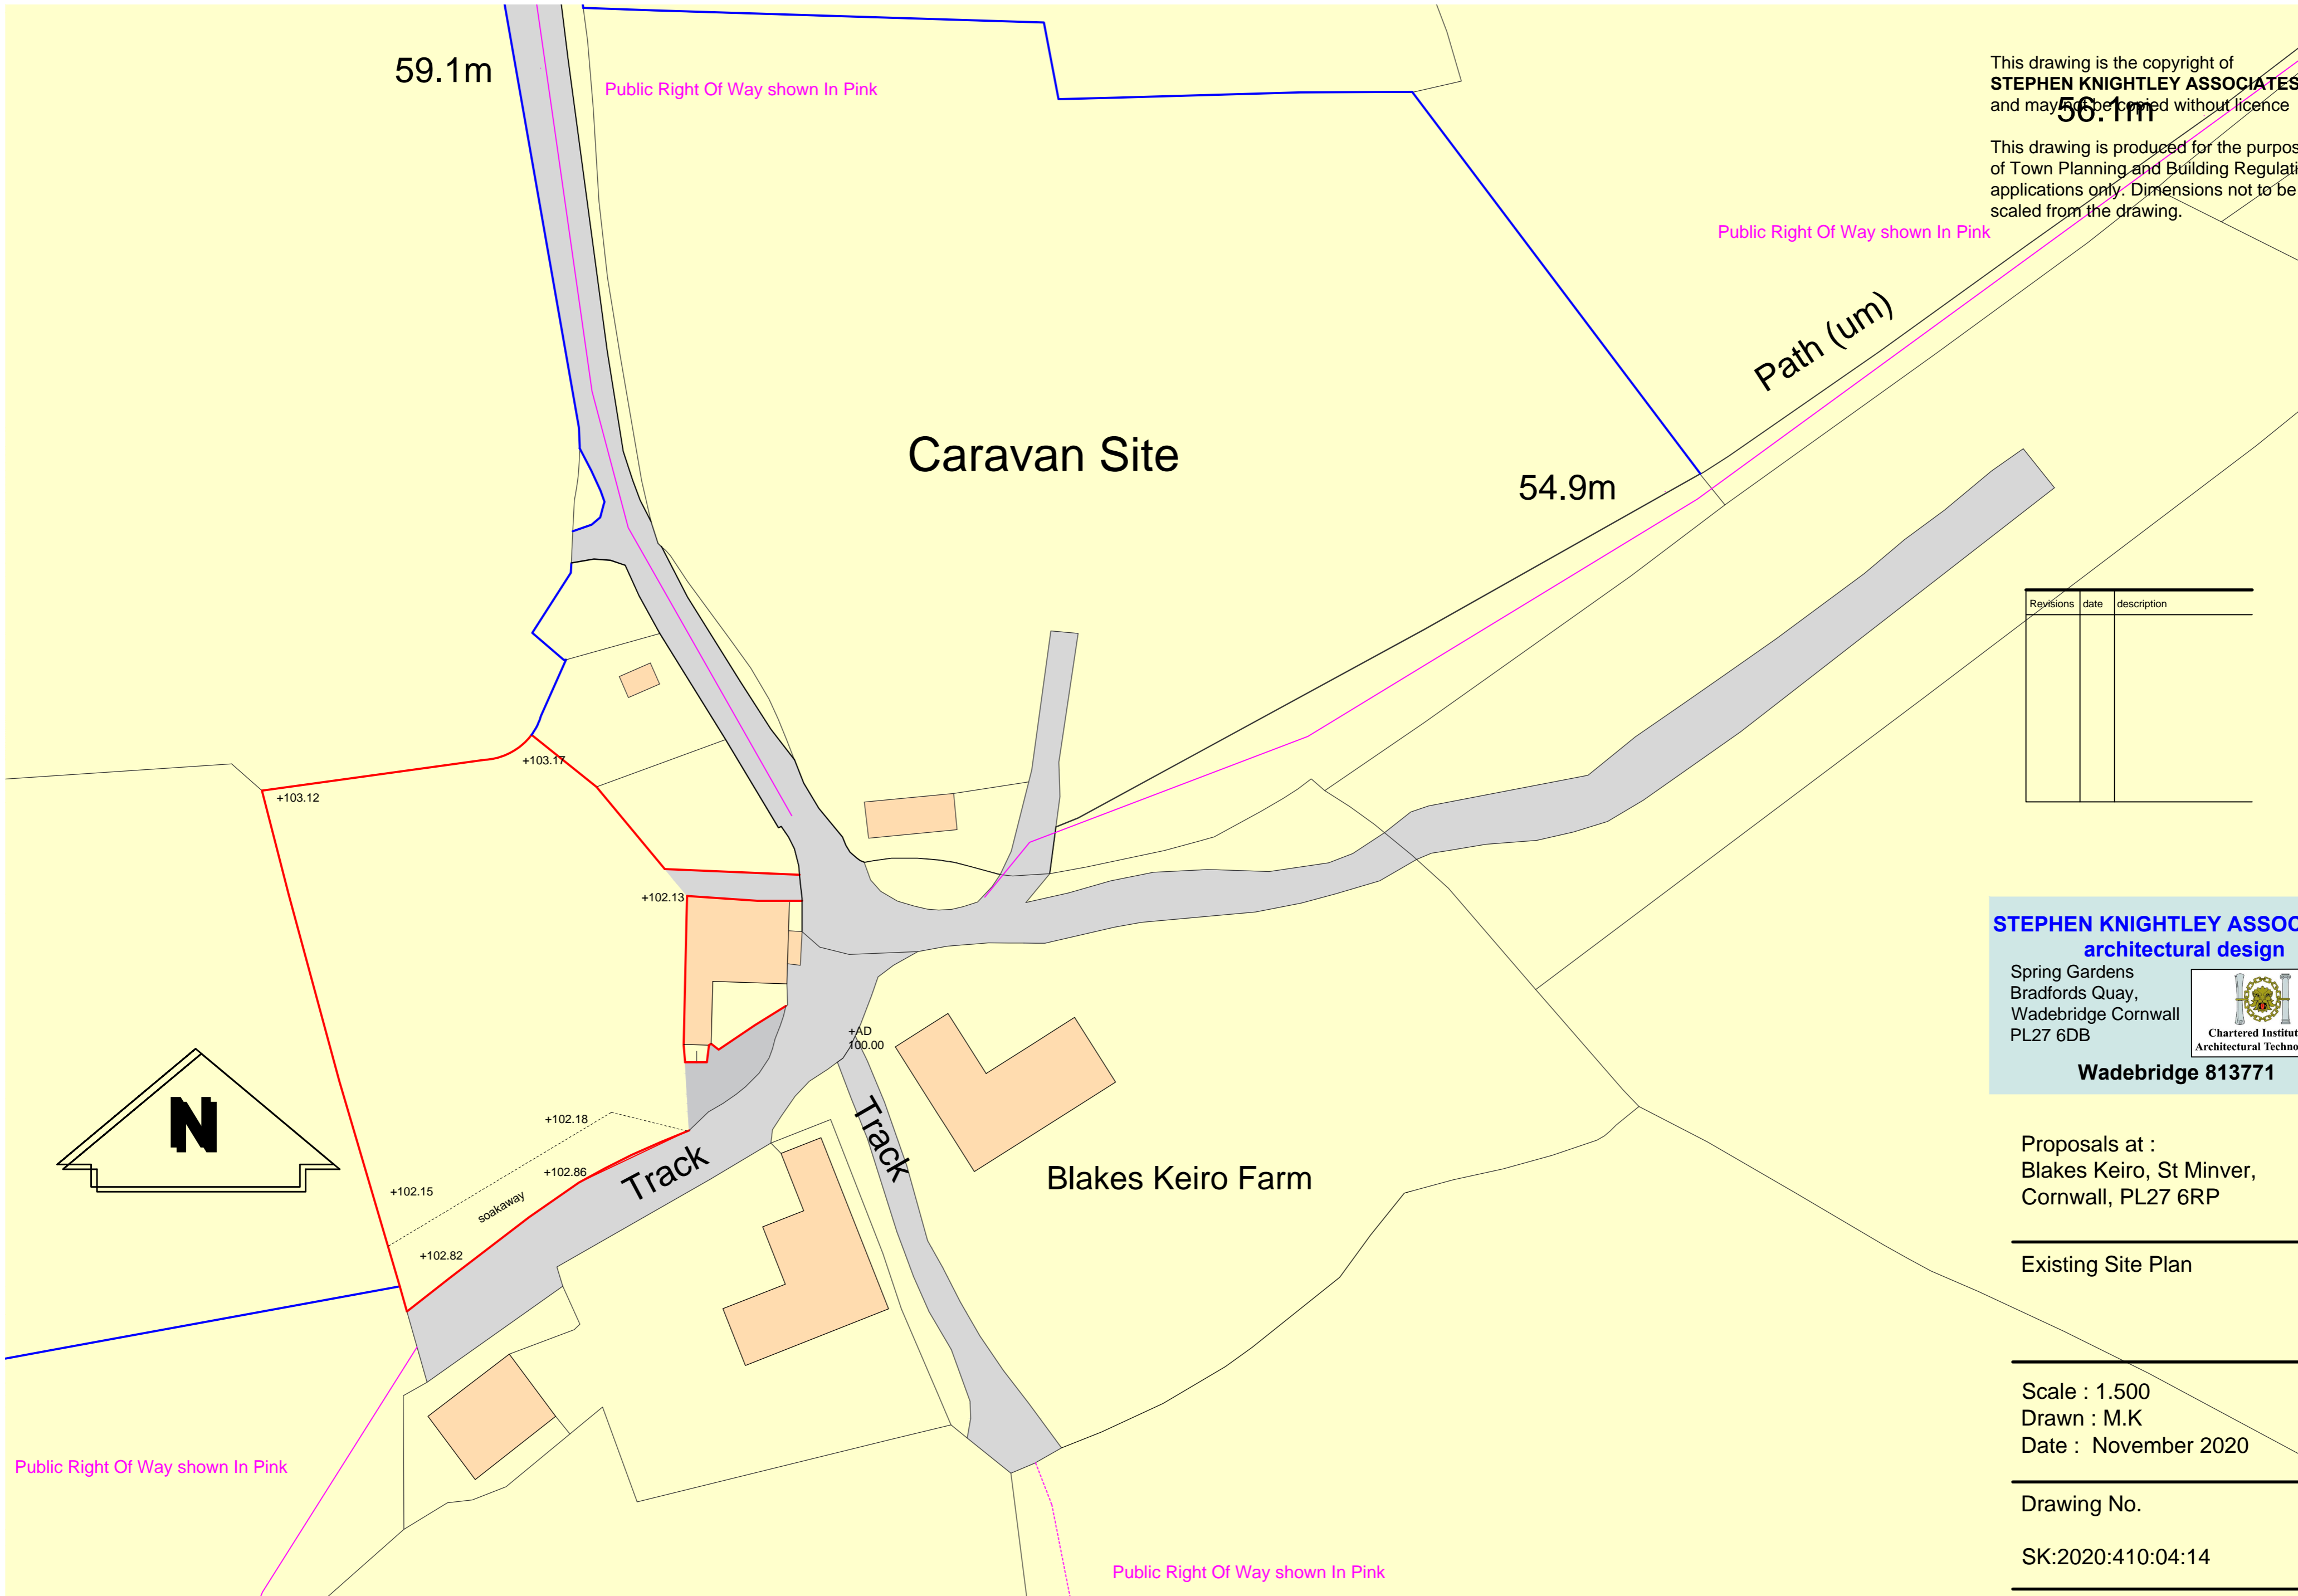 59.1m
Public Right Of Way shown In Pink
This drawing is the copyright of
STEPHEN KNIGHTLEY ASSOCIATES
and may not be copied without licence
56.1m
This drawing is produced for the purpos
of Town Planning and Building Regulati
applications only. Dimensions not to be
scaled from the drawing.
Public Right Of Way shown In Pink
Path (um)
Caravan Site
54.9m
Revisions date description
+103.17
+103.12
+102.13
STEPHEN KNIGHTLEY ASSOC
architectural design
Spring Gardens
Bradfords Quay,
Wadebridge Cornwall
PL27 6DB
Chartered Institut
Architectural Techno
Wadebridge 813771
+AD
100.00
N
+102.18
+102.86
+102.15
soakaway
+102.82
Track
Track
Blakes Keiro Farm
Proposals at :
Blakes Keiro, St Minver,
Cornwall, PL27 6RP
Existing Site Plan
Scale : 1.500
Drawn : M.K
Date : November 2020
Public Right Of Way shown In Pink
Drawing No.
SK:2020:410:04:14
Public Right Of Way shown In Pink